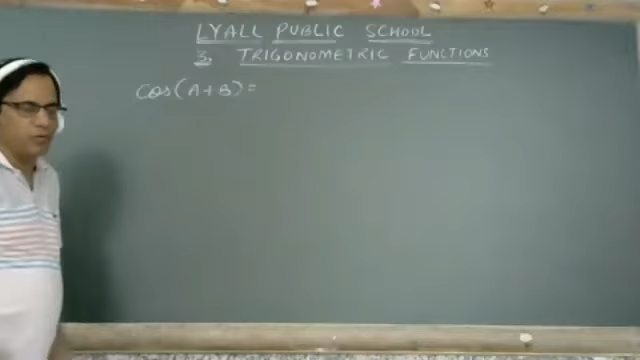 LYALL PUBLIC SCHOOL
3. TRIGONOMETRIC FUNCTIONS
cos(A+B)=